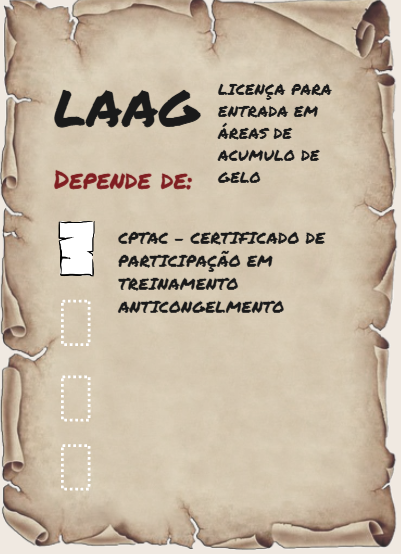 LAAG
LICENÇA PARA
ENTRADA EM
ÁREAS DE
ACUMULO DE
GELO
DEPENDE DE:
CPTAC - CERTIFICADO DE
PARTICIPAÇÃO EM
TREINAMENTO
ANTICONGELMENTO